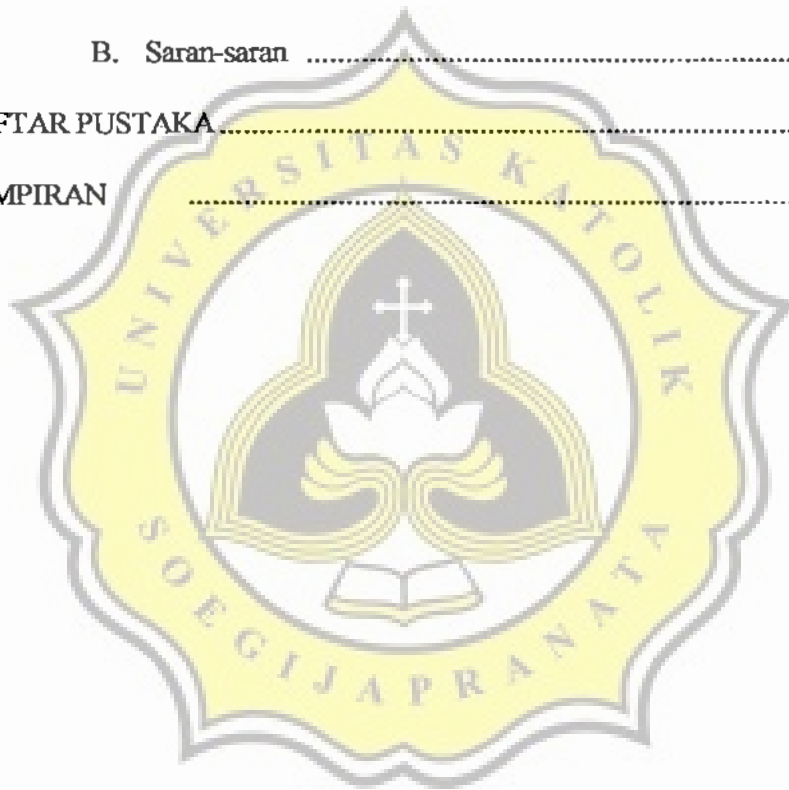 B. Saran-saran ........................................................
FTAR PUSTAKA ........................................................
MPIRAN ........................................................
UNIVERSITAS KATOLIK
SOEGIJAPRANATA